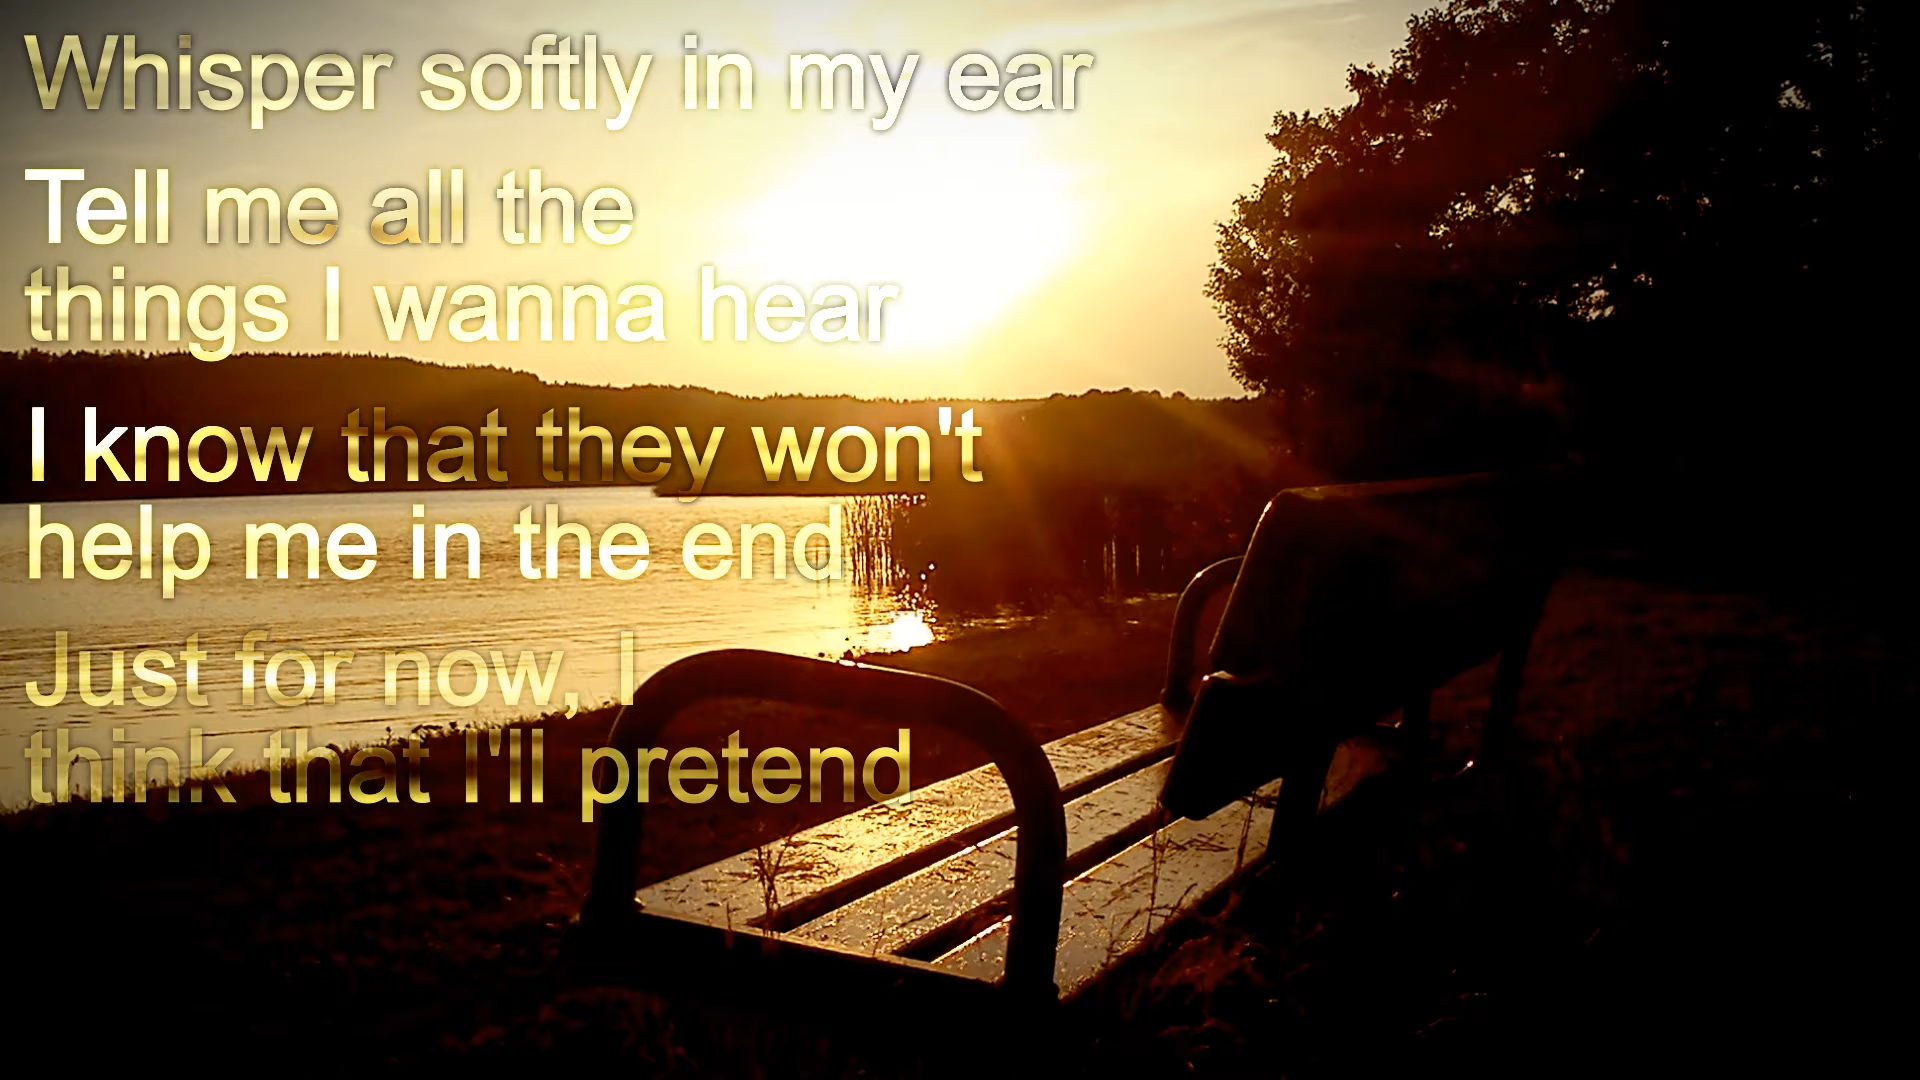 Whisper softly in my ear
Tell me all the
things I wanna hear
I know that they won't
help me in the end
Just for now, I
think that I'll pretend